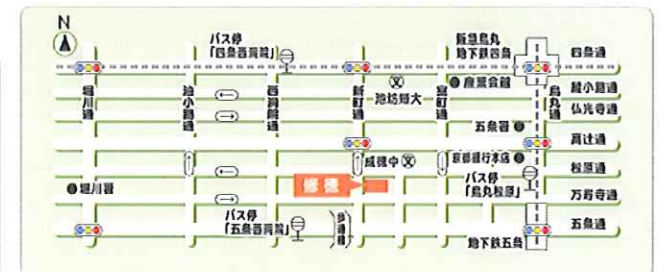 N
バス停
「四条西洞院」
阪急烏丸
地下鉄四条
四条通
産業会館
綾小路通
池坊短大
仏光寺通
堀川通
油小路通
西洞院通
新町通
室町通
烏丸通
五条署
高辻通
成徳中
京都銀行本店
松原通
修徳
バス停
「烏丸松原」
堀川署
万寿寺通
バス停
「五条西洞院」
歩道橋
五条通
地下鉄五条